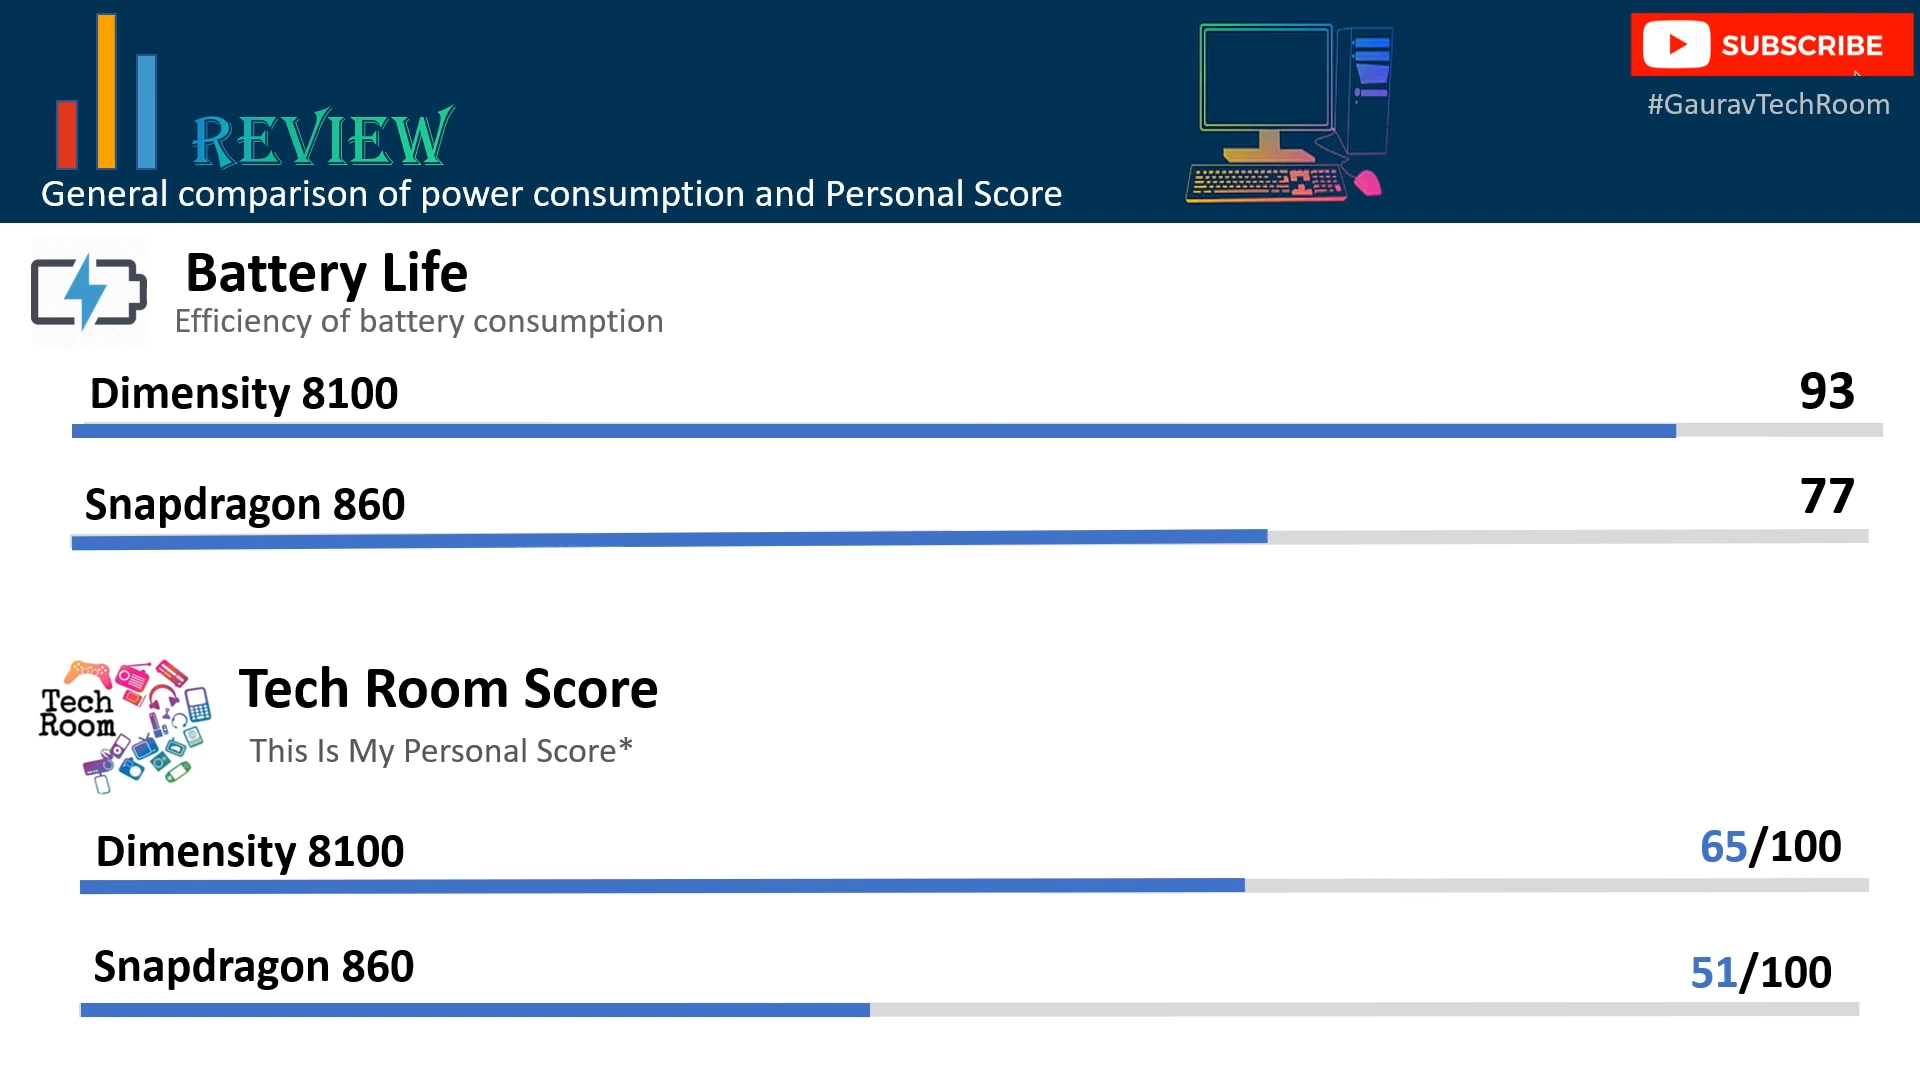 SUBSCRIBE
#GauravTechRoom
REVIEW
General comparison of power consumption and Personal Score
Battery Life
Efficiency of battery consumption
Dimensity 8100
93
Snapdragon 860
77
Tech
Room
Tech Room Score
This Is My Personal Score*
Dimensity 8100
65/100
Snapdragon 860
51/100